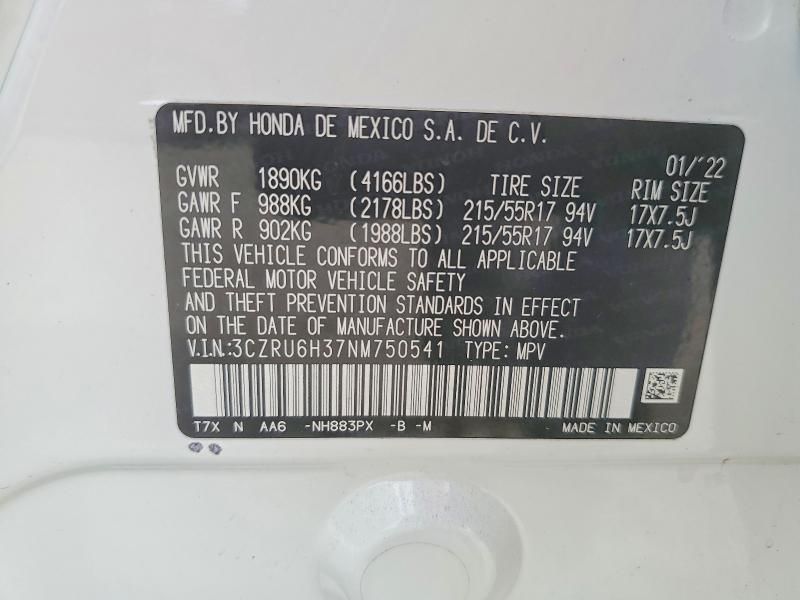 MFD.BY HONDA DE MEXICO S.A. DE C.V.
01/'22
GVWR 1890KG (4166LBS) TIRE SIZE RIM SIZE
GAWR F 988KG (2178LBS) 215/55R17 94V 17X7.5J
GAWR R 902KG (1988LBS) 215/55R17 94V 17X7.5J
THIS VEHICLE CONFORMS TO ALL APPLICABLE
FEDERAL MOTOR VEHICLE SAFETY
AND THEFT PREVENTION STANDARDS IN EFFECT
ON THE DATE OF MANUFACTURE SHOWN ABOVE.
V.I.N.:3CZRU6H37NM750541 TYPE: MPV
T7X N AA6 -NH883PX -B -M MADE IN MEXICO